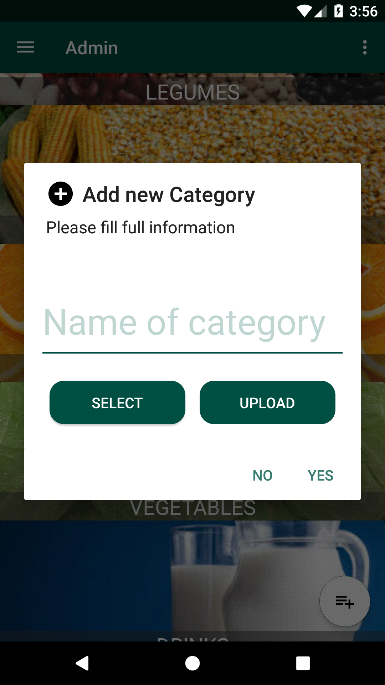 3:56
Admin
LEGUMES
Add new Category
Please fill full information
Name of category
SELECT
UPLOAD
NO
YES
VEGETABLES
DRINKS